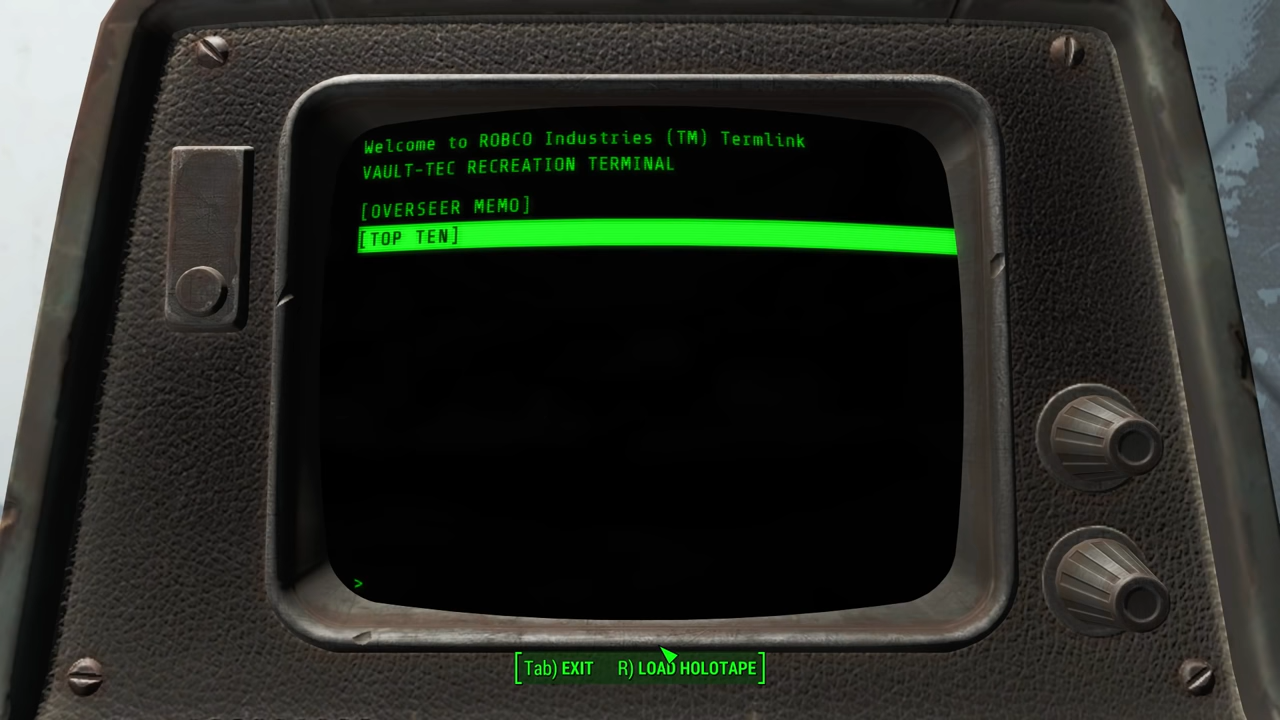 Welcome to ROBCO Industries (TM) Termlink
VAULT-TEC RECREATION TERMINAL
[OVERSEER MEMO]
[TOP TEN]
>
[Tab) EXIT R) LOAD HOLOTAPE]